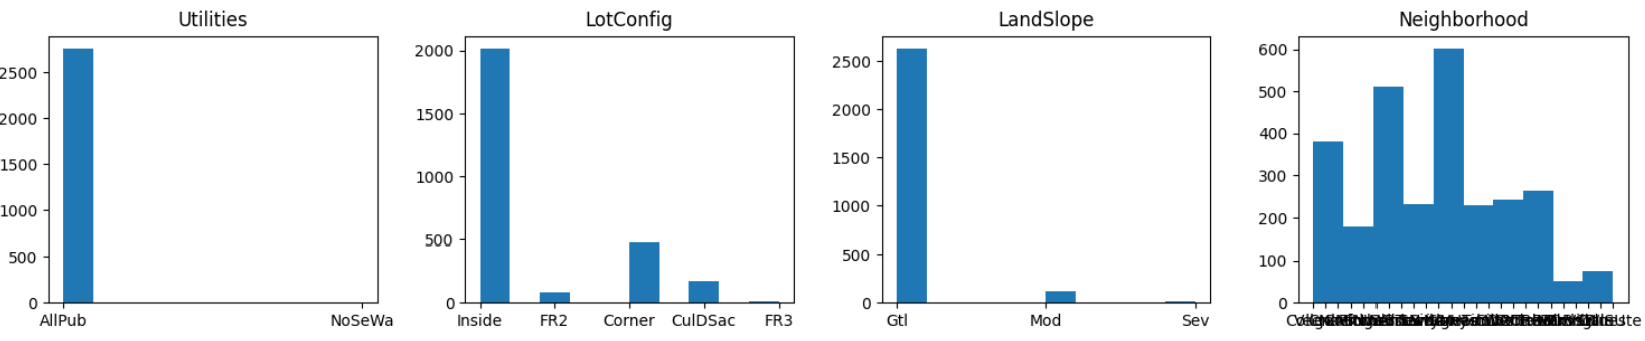 Utilities
2500
2000
1500
1000
500
0
AllPub
NoSeWa
LotConfig
2000
1500
1000
500
0
Inside
FR2
Corner
CulDSac
FR3
LandSlope
2500
2000
1500
1000
500
0
Gtl
Mod
Sev
Neighborhood
600
500
400
300
200
100
0